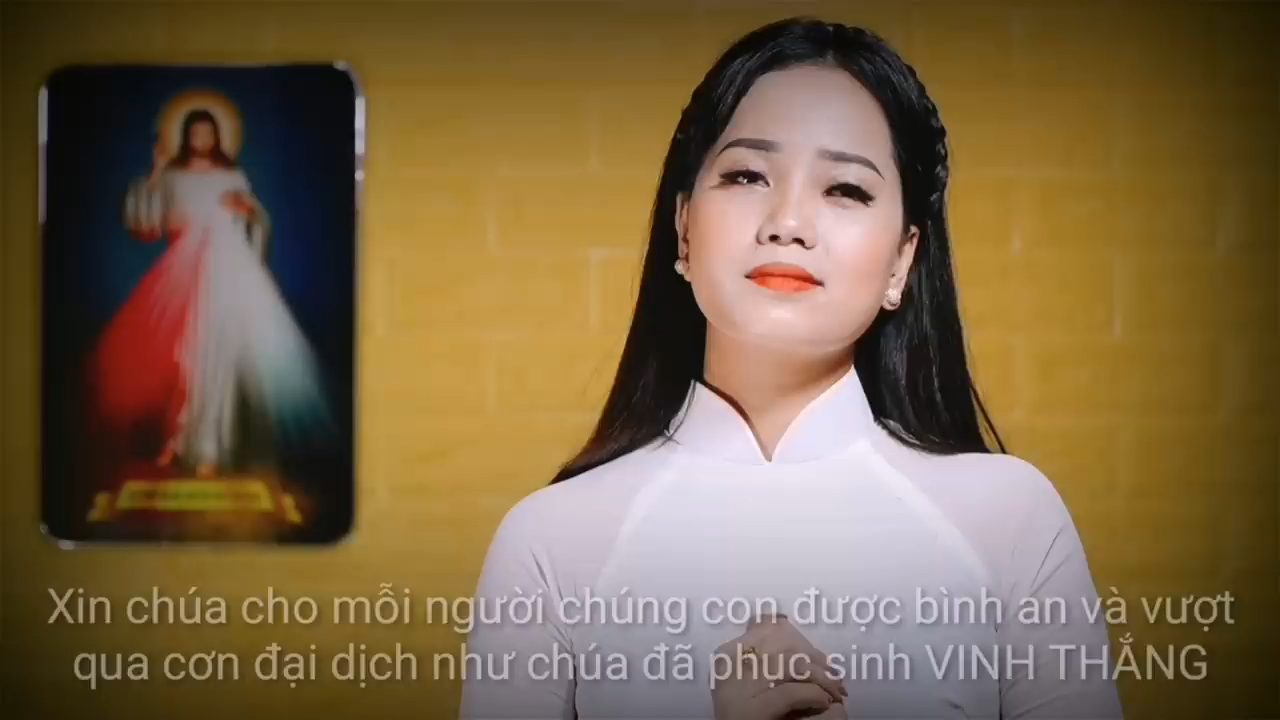 Xin chúa cho mỗi người chúng con được bình an và vượt
qua cơn đại dịch như chúa đã phục sinh VINH THẮNG